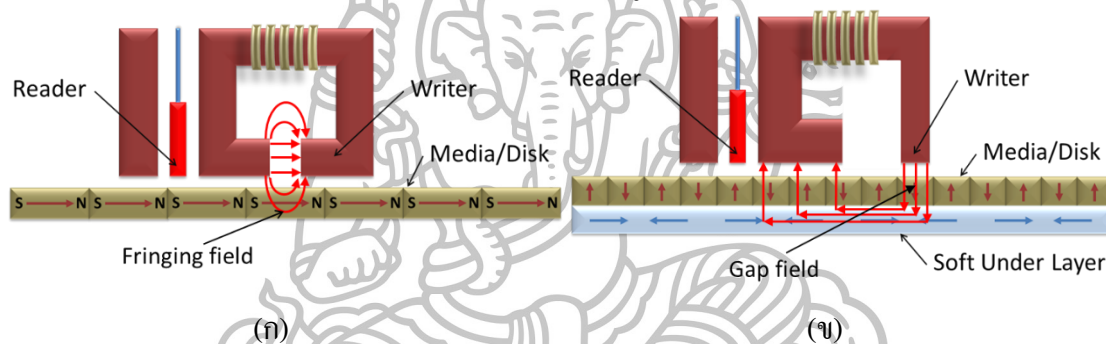 Reader
Writer
Media/Disk
S N S N S N S N S N S N S N
Fringing field
(ก)
Reader
Writer
Media/Disk
Gap field
Soft Under Layer
(ข)